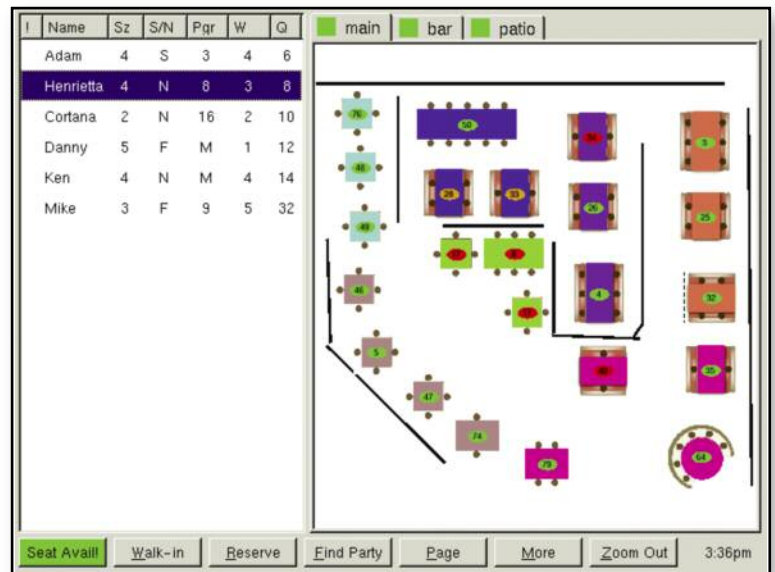 ! Name Sz S/N Pgr W Q
Adam 4 S 3 4 6
Henrietta 4 N 8 3 8
Cortana 2 N 16 2 10
Danny 5 F M 1 12
Ken 4 N M 4 14
Mike 3 F 9 5 32
main bar patio
76
50
3
48
28 33
26
25
49
46
4
32
5
35
47
74
79
64
Seat Avail! Walk-in Reserve Find Party Page More Zoom Out 3:36pm